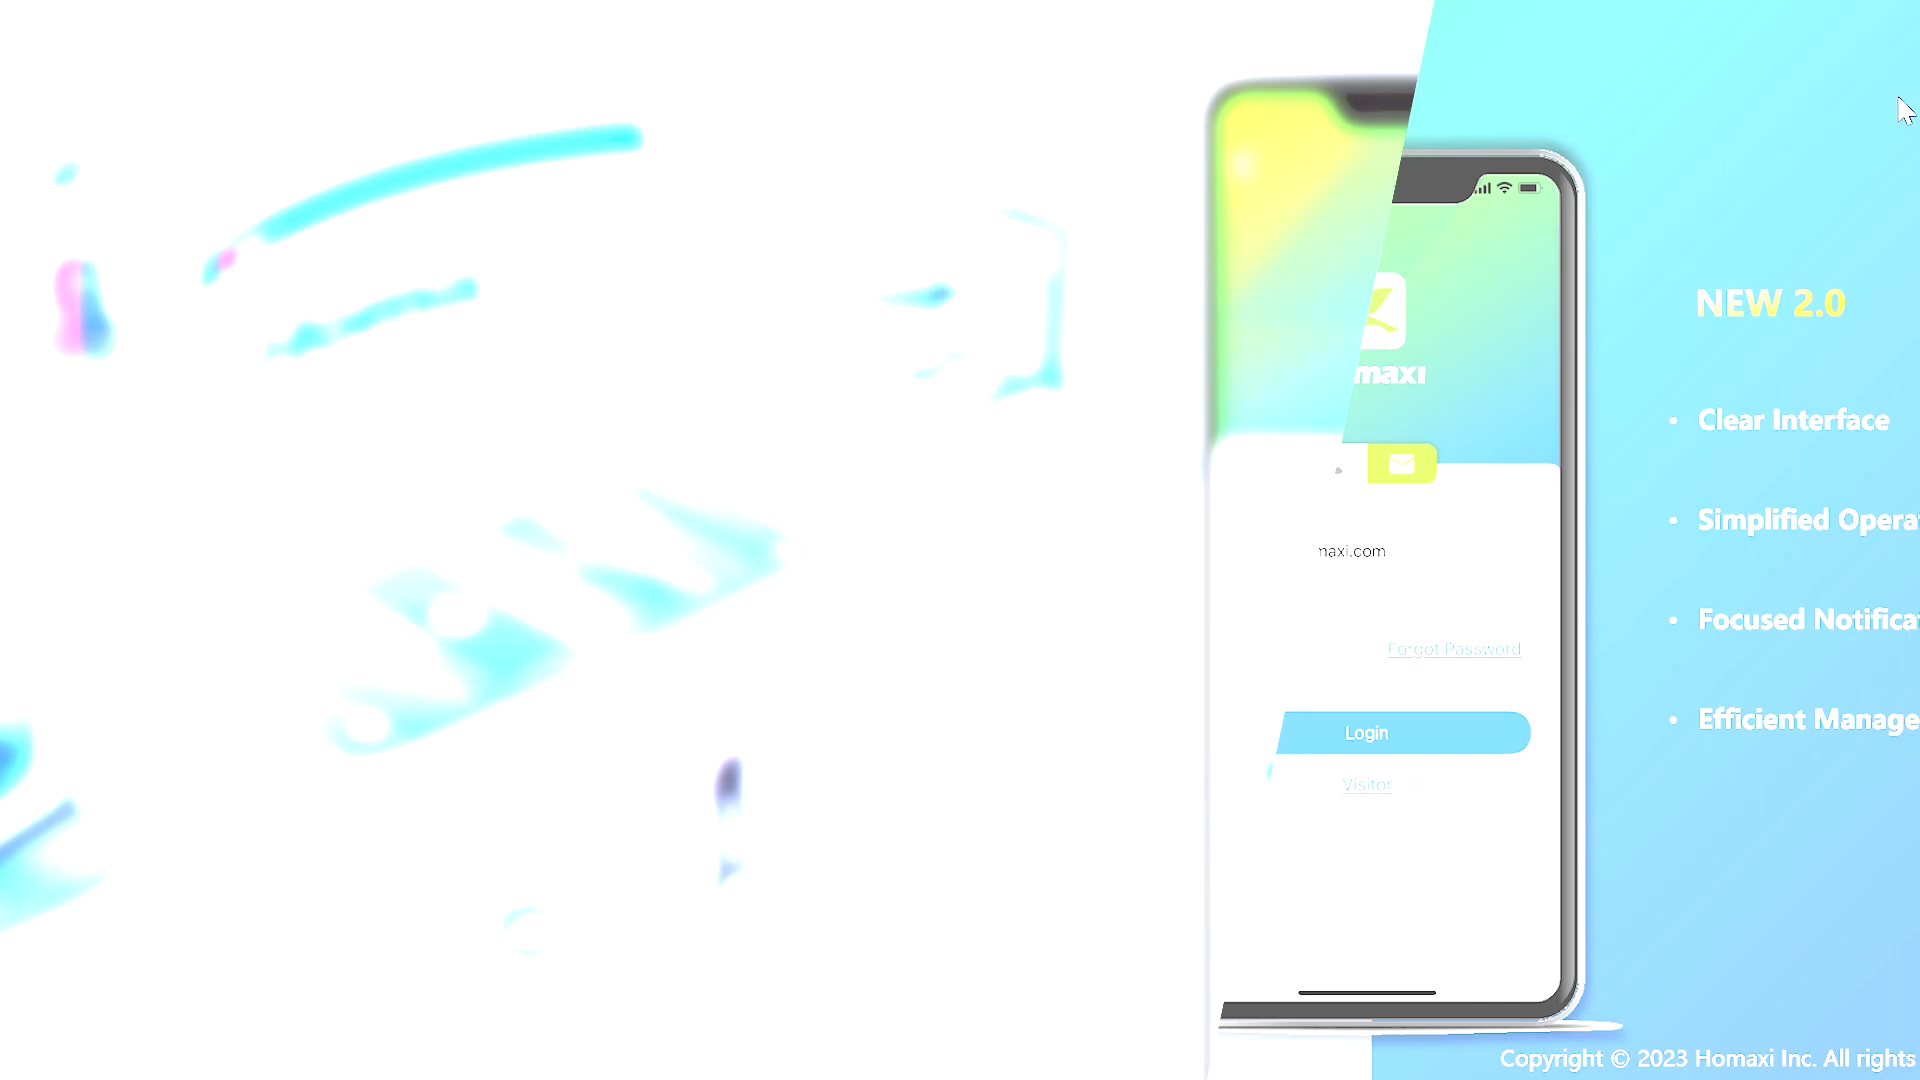 NEW 2.0
maxi
• Clear Interface
• Simplified Opera
naxi.com
• Focused Notifica
Forgot Password
• Efficient Manage
Login
Visitor
Copyright © 2023 Homaxi Inc. All rights